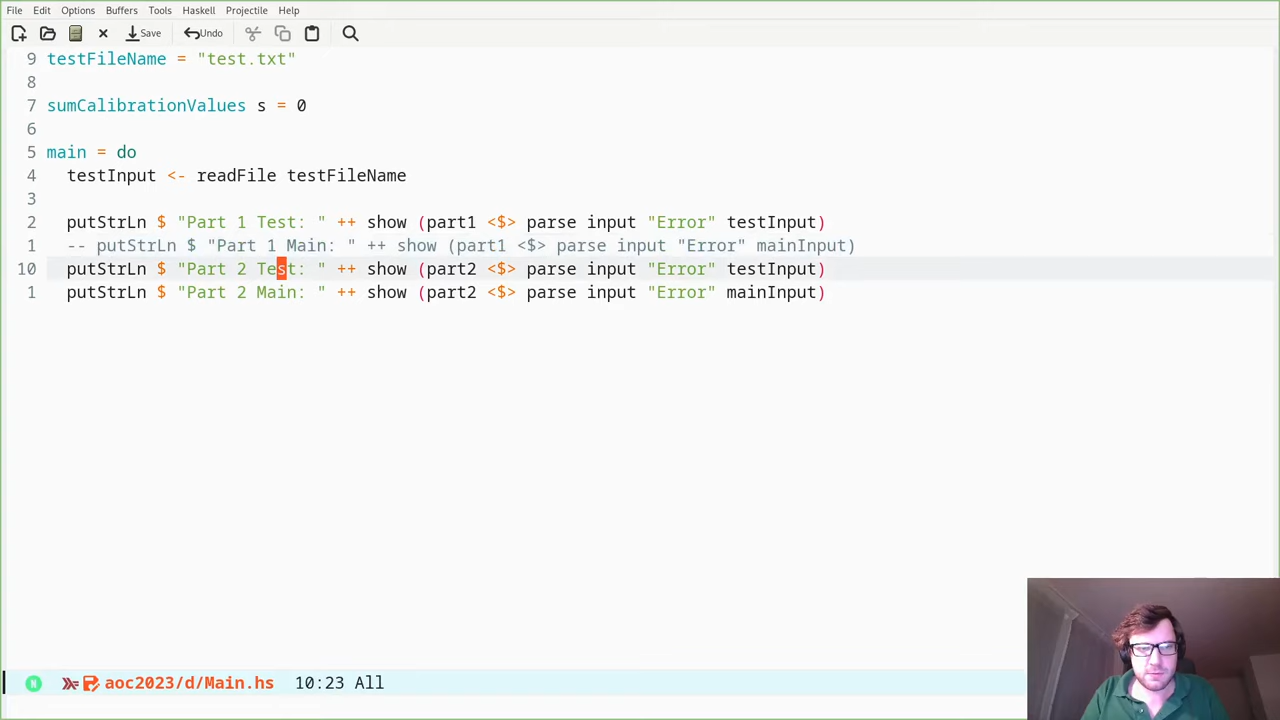 File Edit Options Buffers Tools Haskell Projectile Help
Save Undo
9 testFileName = "test.txt"
8
7 sumCalibrationValues s = 0
6
5 main = do
4 testInput <- readFile testFileName
3
2 putStrLn $ "Part 1 Test: " ++ show (part1 <$> parse input "Error" testInput)
1 -- putStrLn $ "Part 1 Main: " ++ show (part1 <$> parse input "Error" mainInput)
10 putStrLn $ "Part 2 Test: " ++ show (part2 <$> parse input "Error" testInput)
1 putStrLn $ "Part 2 Main: " ++ show (part2 <$> parse input "Error" mainInput)
N aoc2023/d/Main.hs 10:23 All